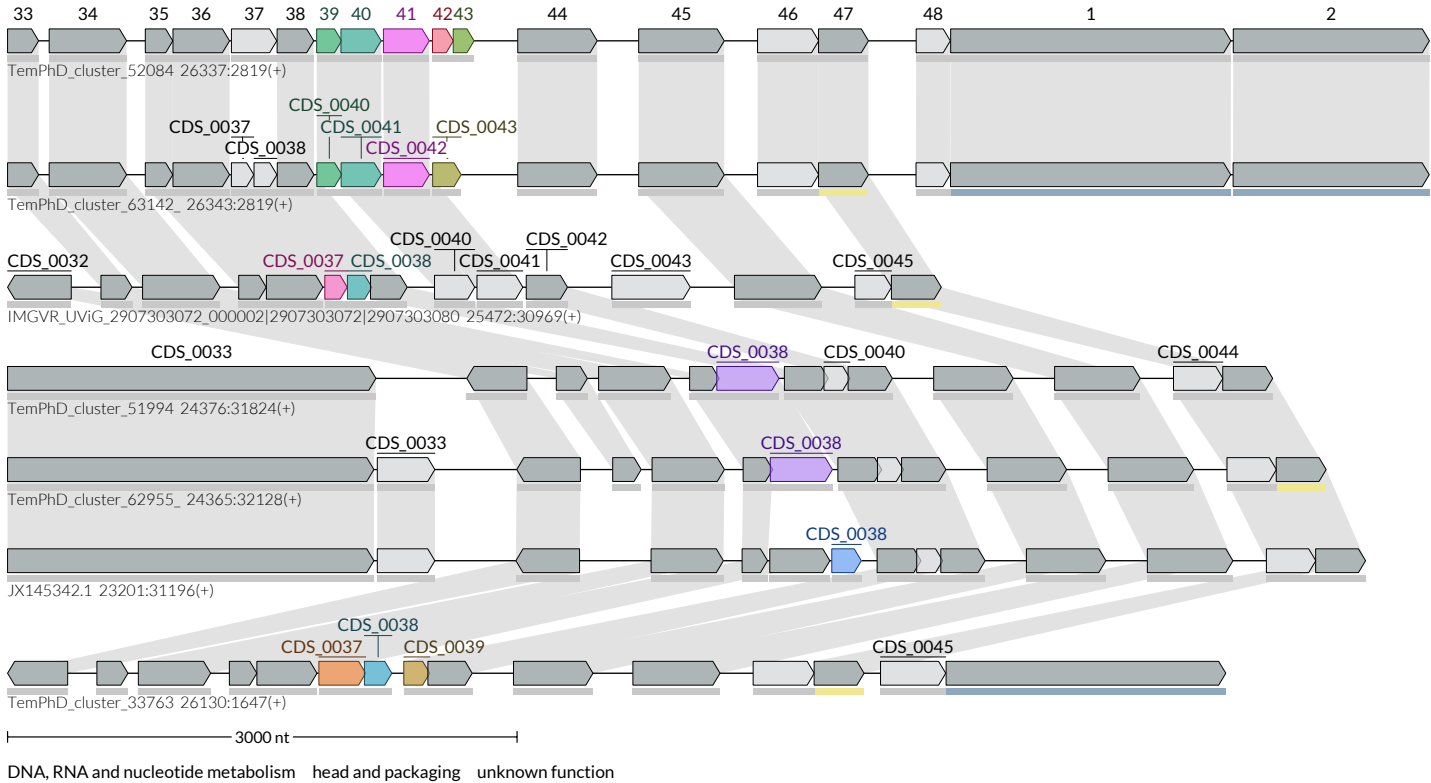 33 34 35 36 37 38 39 40 41 42 43 44 45 46 47 48 1 2
TemPhD_cluster_52084 26337:2819(+)
CDS_0040
CDS_0037 CDS_0041 CDS_0043
CDS_0038 CDS_0042
TemPhD_cluster_63142_ 26343:2819(+)
CDS_0040 CDS_0042
CDS_0032 CDS_0037 CDS_0038 CDS_0041 CDS_0043 CDS_0045
IMGVR_UViG_2907303072_000002|2907303072|2907303080 25472:30969(+)
CDS_0033 CDS_0038 CDS_0040 CDS_0044
TemPhD_cluster_51994 24376:31824(+)
CDS_0033 CDS_0038
TemPhD_cluster_62955_ 24365:32128(+)
CDS_0038
JX145342.1 23201:31196(+)
CDS_0038
CDS_0037 CDS_0039 CDS_0045
TemPhD_cluster_33763 26130:1647(+)
3000 nt
DNA, RNA and nucleotide metabolism head and packaging unknown function